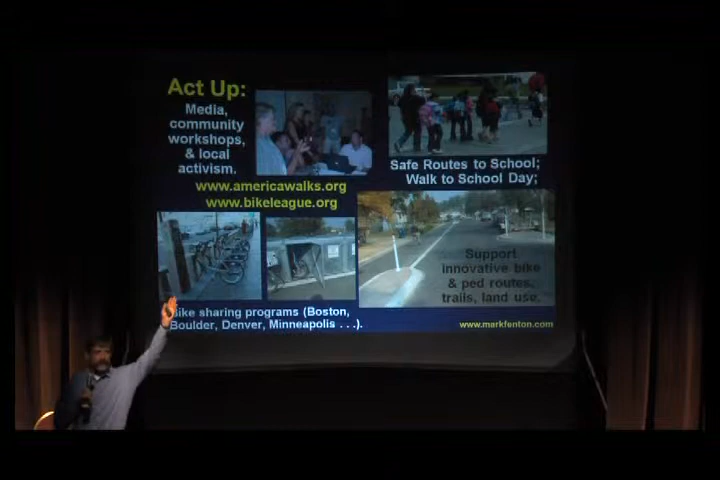 Act Up:
Media,
community
workshops,
& local
activism.
www.americawalks.org
www.bikeleague.org
Safe Routes to School;
Walk to School Day;
Support
innovative bike
& ped routes,
trails, land use.
ike sharing programs (Boston,
Boulder, Denver, Minneapolis . . .).
www.markfenton.com